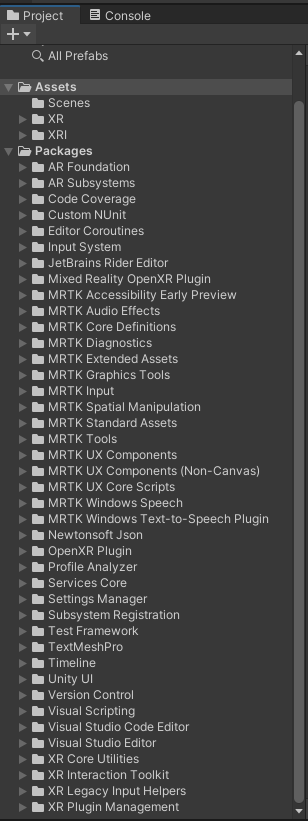 Project
Console
All Prefabs
Assets
Scenes
XR
XRI
Packages
AR Foundation
AR Subsystems
Code Coverage
Custom NUnit
Editor Coroutines
Input System
JetBrains Rider Editor
Mixed Reality OpenXR Plugin
MRTK Accessibility Early Preview
MRTK Audio Effects
MRTK Core Definitions
MRTK Diagnostics
MRTK Extended Assets
MRTK Graphics Tools
MRTK Input
MRTK Spatial Manipulation
MRTK Standard Assets
MRTK Tools
MRTK UX Components
MRTK UX Components (Non-Canvas)
MRTK UX Core Scripts
MRTK Windows Speech
MRTK Windows Text-to-Speech Plugin
Newtonsoft Json
OpenXR Plugin
Profile Analyzer
Services Core
Settings Manager
Subsystem Registration
Test Framework
TextMeshPro
Timeline
Unity UI
Version Control
Visual Scripting
Visual Studio Code Editor
Visual Studio Editor
XR Core Utilities
XR Interaction Toolkit
XR Legacy Input Helpers
XR Plugin Management